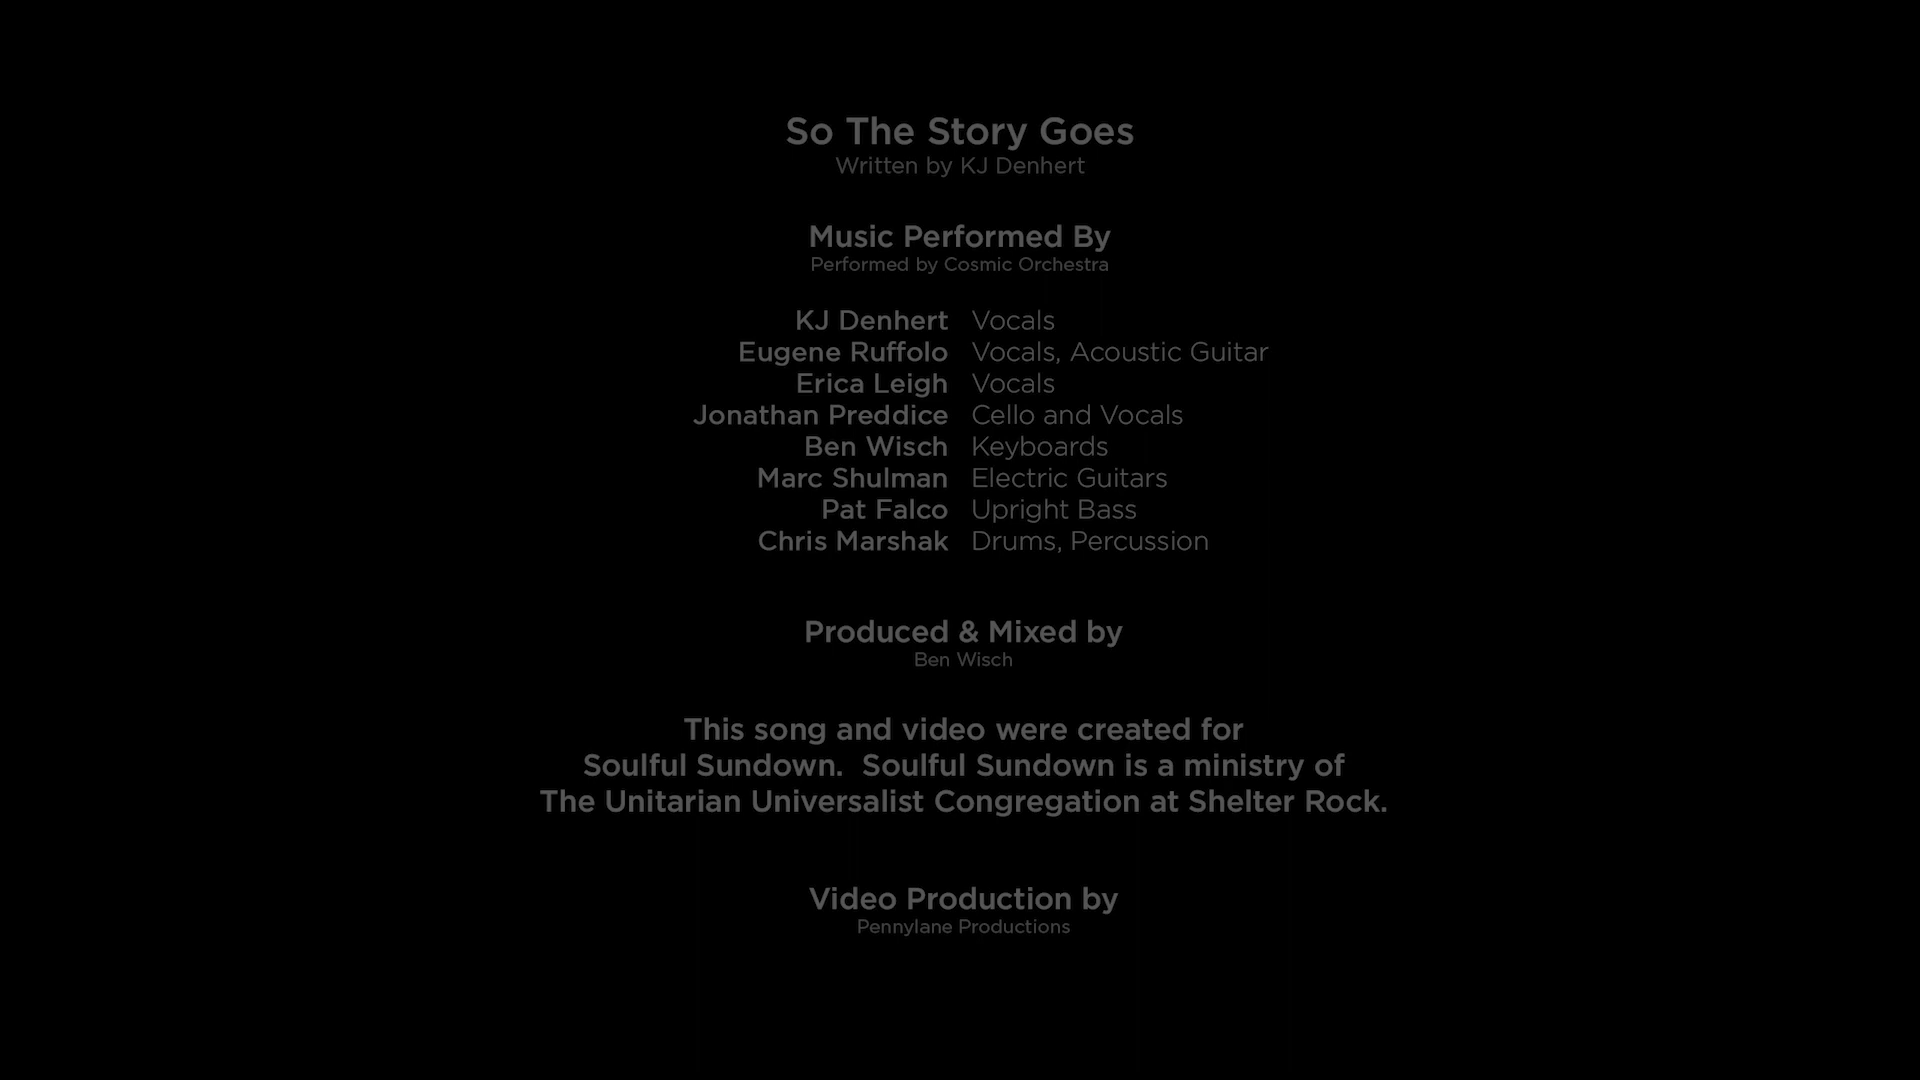 So The Story Goes
Written by KJ Denhert
Music Performed By
Performed by Cosmic Orchestra
KJ Denhert Vocals
Eugene Ruffolo Vocals, Acoustic Guitar
Erica Leigh Vocals
Jonathan Preddice Cello and Vocals
Ben Wisch Keyboards
Marc Shulman Electric Guitars
Pat Falco Upright Bass
Chris Marshak Drums, Percussion
Produced & Mixed by
Ben Wisch
This song and video were created for
Soulful Sundown.  Soulful Sundown is a ministry of
The Unitarian Universalist Congregation at Shelter Rock.
Video Production by
Pennylane Productions